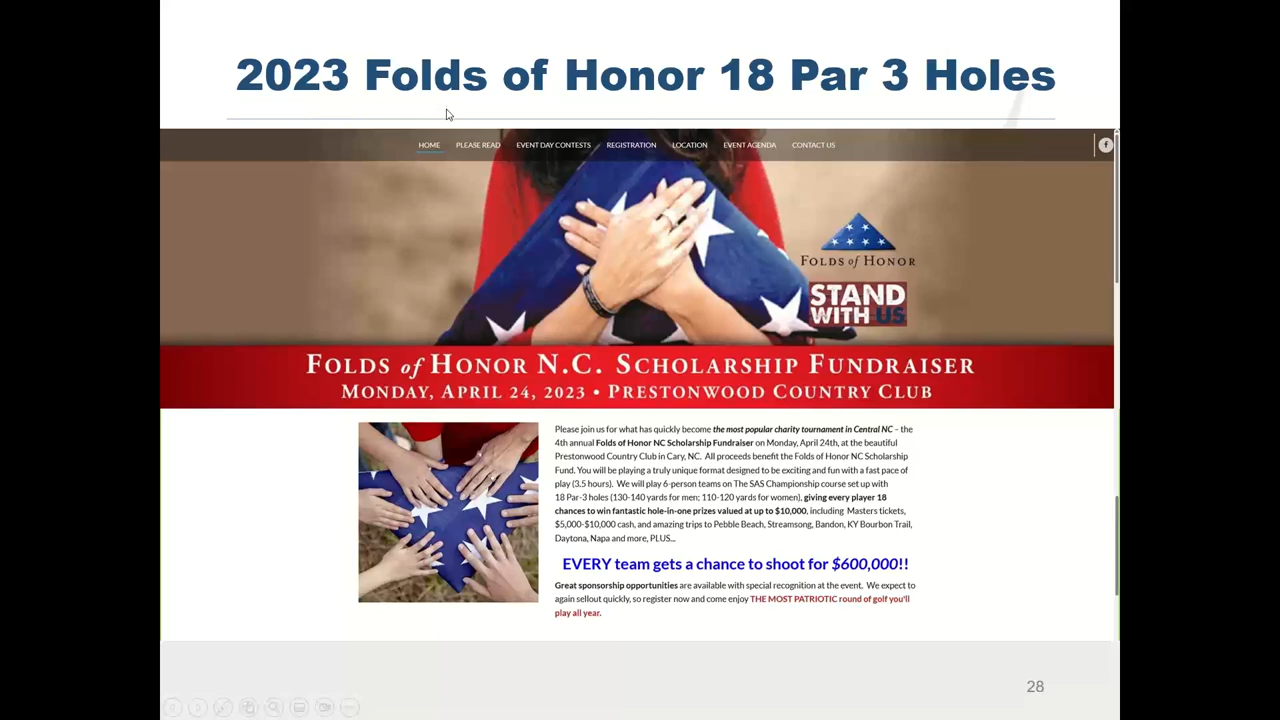 2023 Folds of Honor 18 Par 3 Holes
HOME PLEASE READ EVENT DAY CONTESTS REGISTRATION LOCATION EVENT AGENDA CONTACT US
f
FOLDS of HONOR
STAND
WITH US
FOLDS of HONOR N.C. SCHOLARSHIP FUNDRAISER
MONDAY, APRIL 24, 2023 • PRESTONWOOD COUNTRY CLUB
Please join us for what has quickly become the most popular charity tournament in Central NC – the
4th annual Folds of Honor NC Scholarship Fundraiser on Monday, April 24th, at the beautiful
Prestonwood Country Club in Cary, NC. All proceeds benefit the Folds of Honor NC Scholarship
Fund. You will be playing a truly unique format designed to be exciting and fun with a fast pace of
play (3.5 hours). We will play 6-person teams on The SAS Championship course set up with
18 Par-3 holes (130-140 yards for men; 110-120 yards for women), giving every player 18
chances to win fantastic hole-in-one prizes valued at up to $10,000, including Masters tickets,
$5,000-$10,000 cash, and amazing trips to Pebble Beach, Streamsong, Bandon, KY Bourbon Trail,
Daytona, Napa and more, PLUS...
EVERY team gets a chance to shoot for $600,000!!
Great sponsorship opportunities are available with special recognition at the event. We expect to
again sellout quickly, so register now and come enjoy THE MOST PATRIOTIC round of golf you'll
play all year.
28